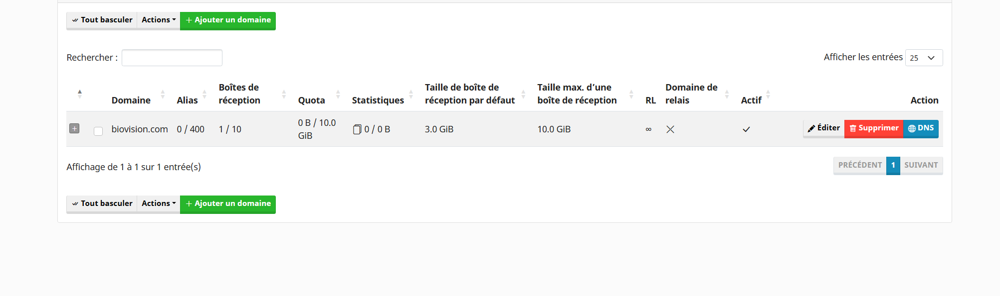 Tout basculer Actions Ajouter un domaine
Rechercher : Afficher les entrées 25
Domaine Alias Boîtes de réception Quota Statistiques Taille de boîte de réception par défaut Taille max. d’une boîte de réception RL Domaine de relais Actif Action
biovision.com 0 / 400 1 / 10 0 B / 10.0 GiB 0 / 0 B 3.0 GiB 10.0 GiB ∞ Éditer Supprimer DNS
Affichage de 1 à 1 sur 1 entrée(s) PRÉCÉDENT 1 SUIVANT
Tout basculer Actions Ajouter un domaine